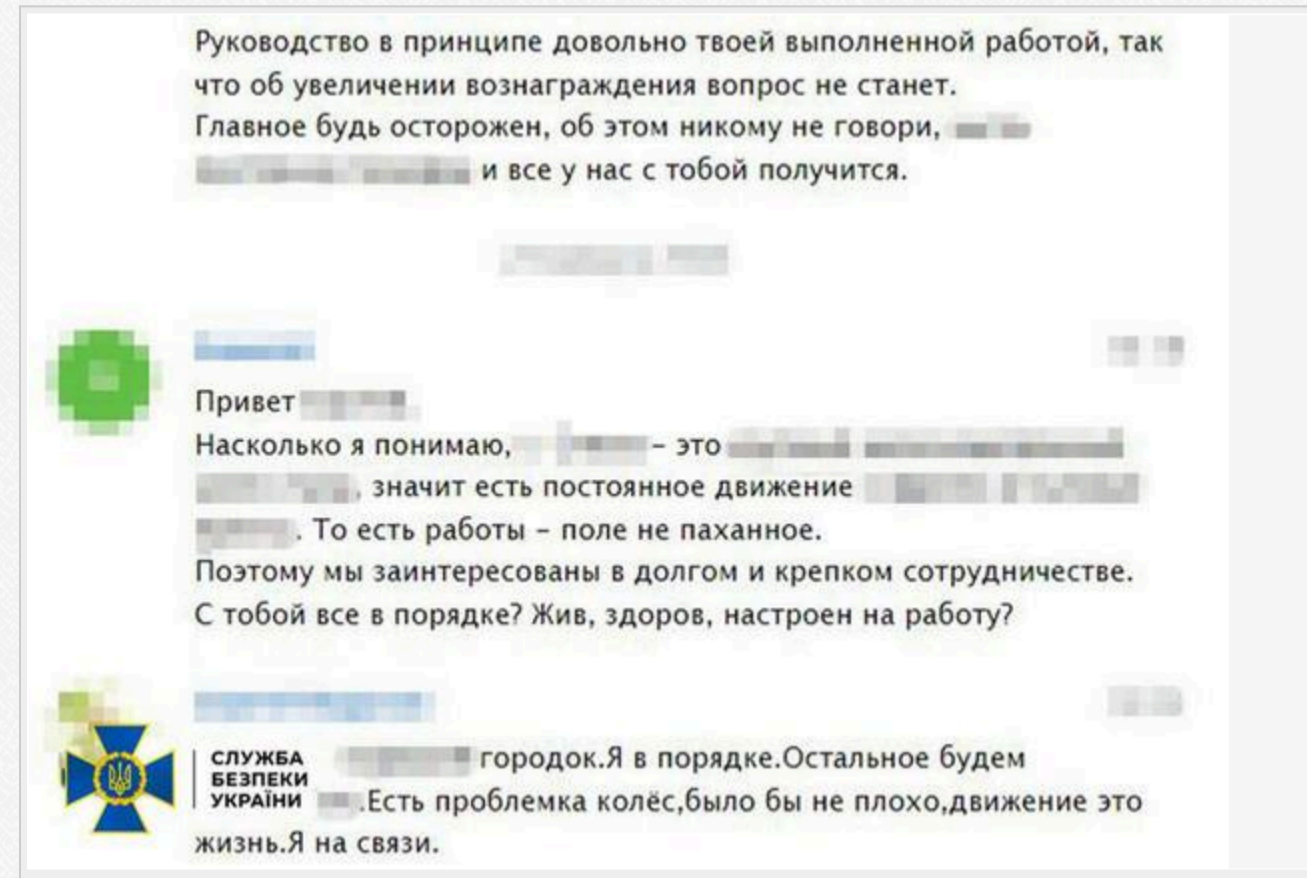 Руководство в принципе довольно твоей выполненной работой, так
что об увеличении вознаграждения вопрос не станет.
Главное будь осторожен, об этом никому не говори,
и все у нас с тобой получится.
Привет
Насколько я понимаю, – это
, значит есть постоянное движение
. То есть работы – поле не паханное.
Поэтому мы заинтересованы в долгом и крепком сотрудничестве.
С тобой все в порядке? Жив, здоров, настроен на работу?
СЛУЖБА
БЕЗПЕКИ
УКРАЇНИ
городок.Я в порядке.Остальное будем
.Есть проблемка колёс,было бы не плохо,движение это
жизнь.Я на связи.